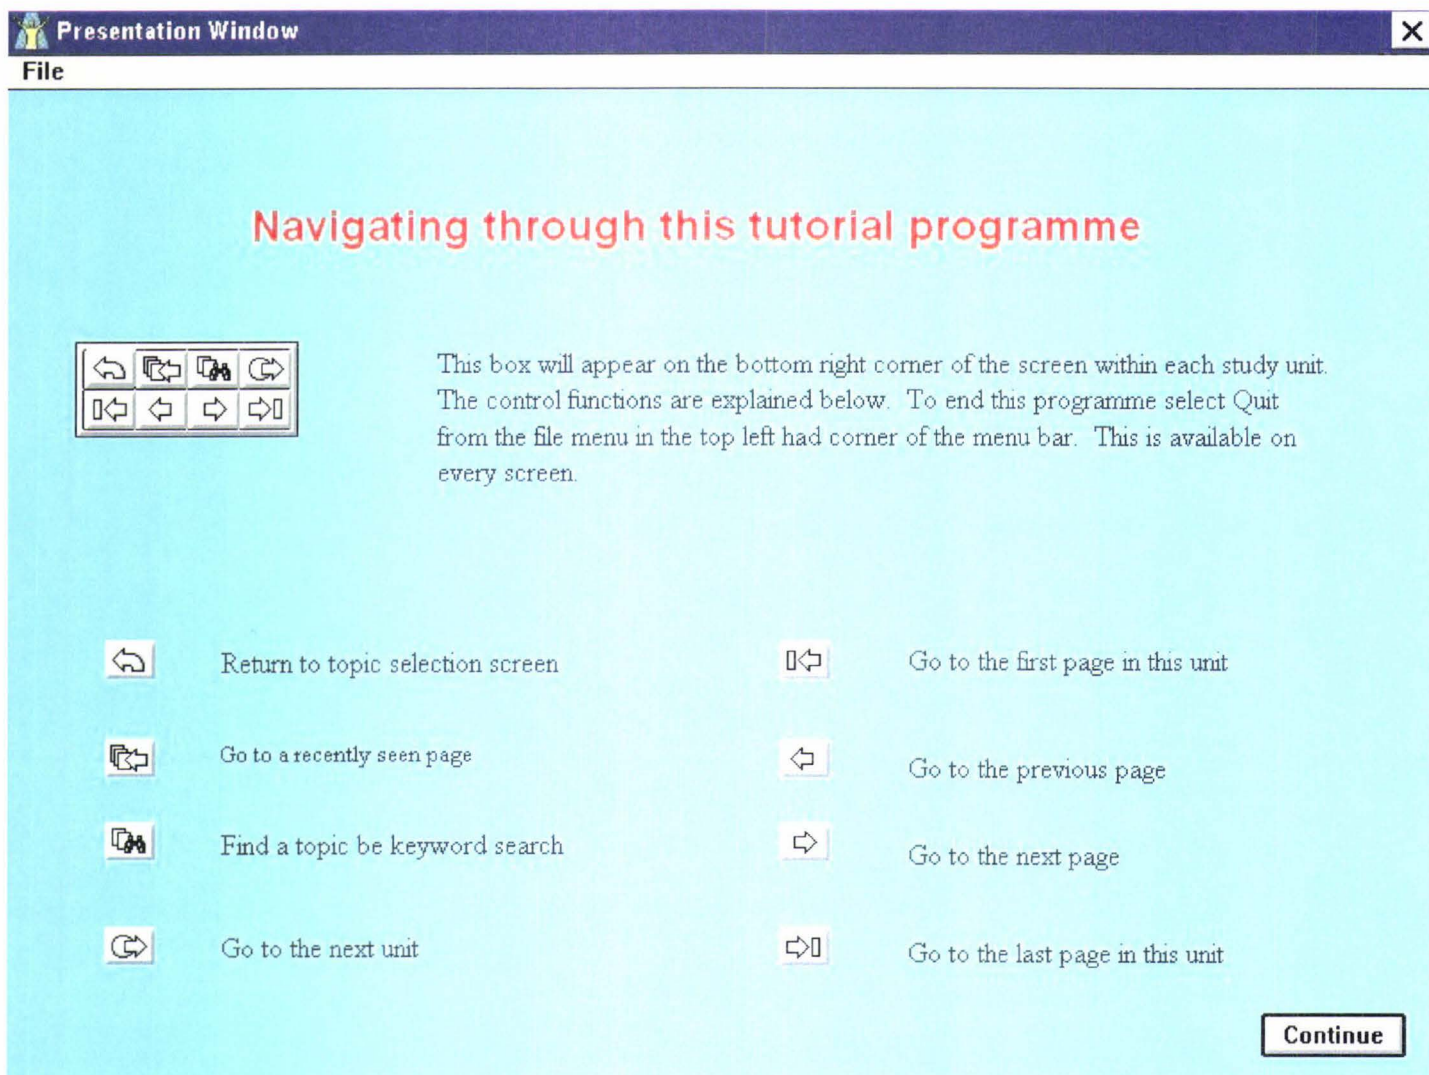 Presentation Window
File
Navigating through this tutorial programme
This box will appear on the bottom right corner of the screen within each study unit.
The control functions are explained below. To end this programme select Quit
from the file menu in the top left had corner of the menu bar. This is available on
every screen.
Return to topic selection screen
Go to a recently seen page
Find a topic be keyword search
Go to the next unit
Go to the first page in this unit
Go to the previous page
Go to the next page
Go to the last page in this unit
Continue